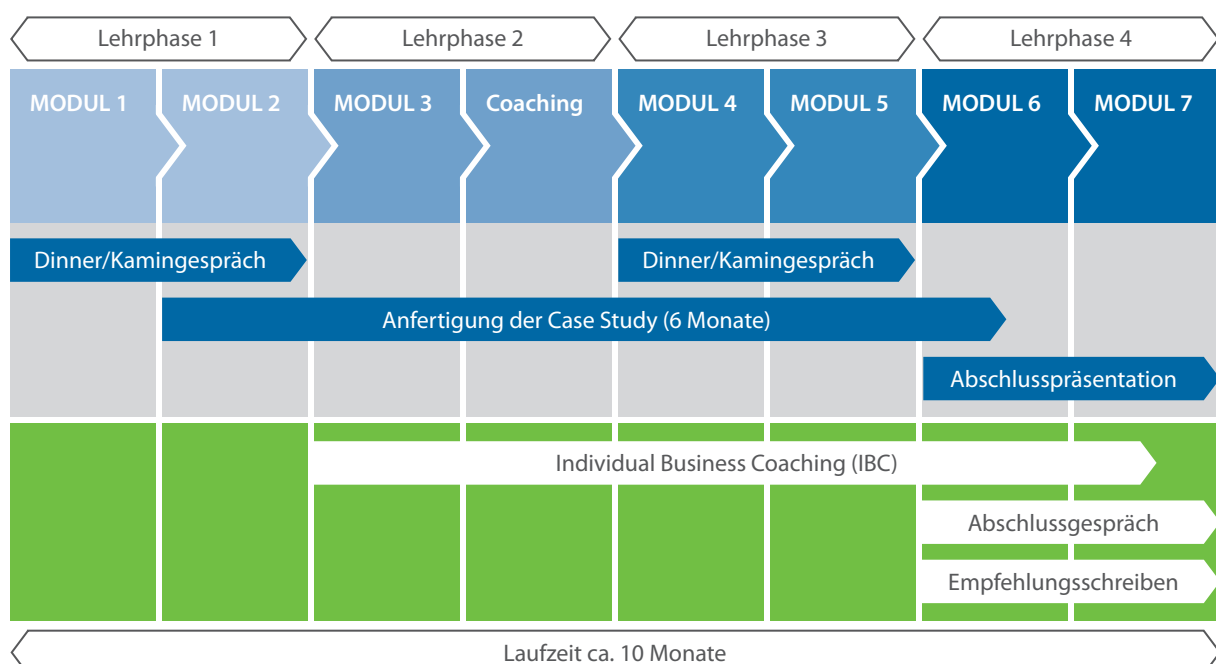 Lehrphase 1
Lehrphase 2
Lehrphase 3
Lehrphase 4
MODUL 1
MODUL 2
MODUL 3
Coaching
MODUL 4
MODUL 5
MODUL 6
MODUL 7
Dinner/Kamingespräch
Dinner/Kamingespräch
Anfertigung der Case Study (6 Monate)
Abschlusspräsentation
Individual Business Coaching (IBC)
Abschlussgespräch
Empfehlungsschreiben
Laufzeit ca. 10 Monate